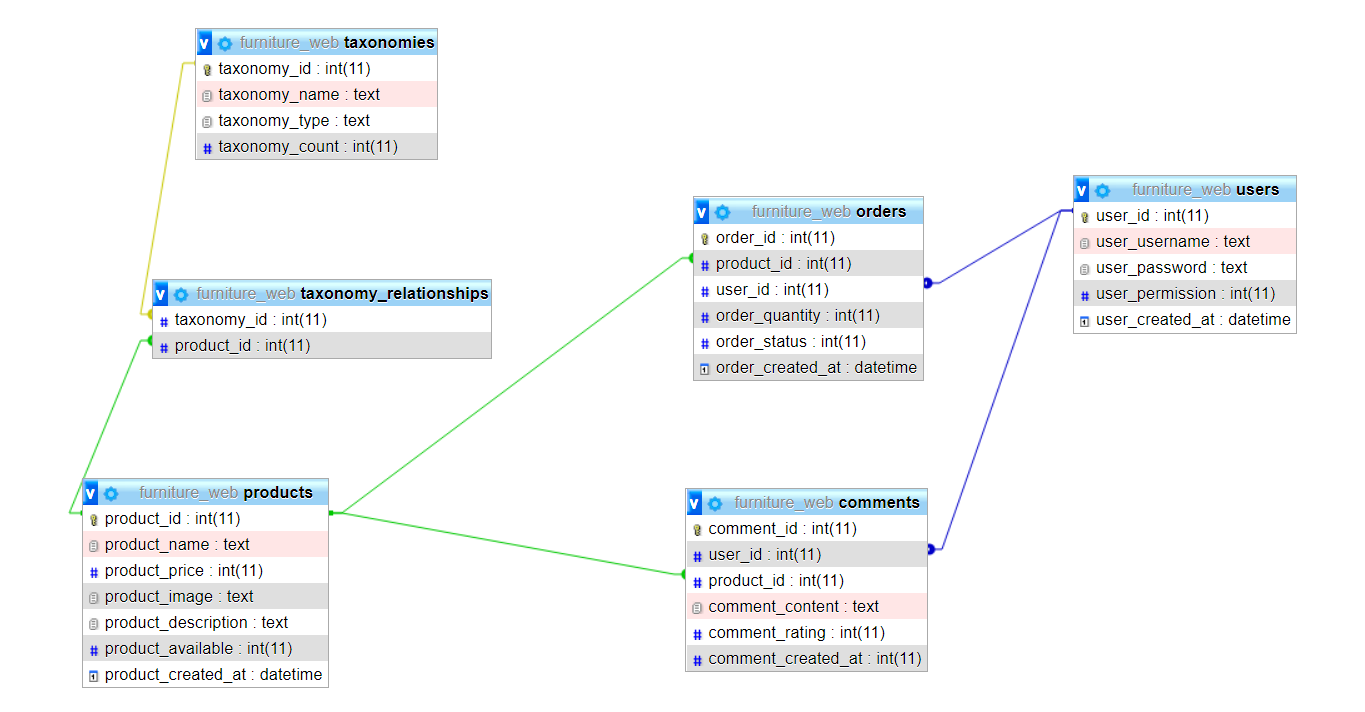 furniture_web taxonomies
taxonomy_id : int(11)
taxonomy_name : text
taxonomy_type : text
taxonomy_count : int(11)
furniture_web taxonomy_relationships
taxonomy_id : int(11)
product_id : int(11)
furniture_web products
product_id : int(11)
product_name : text
product_price : int(11)
product_image : text
product_description : text
product_available : int(11)
product_created_at : datetime
furniture_web orders
order_id : int(11)
product_id : int(11)
user_id : int(11)
order_quantity : int(11)
order_status : int(11)
order_created_at : datetime
furniture_web comments
comment_id : int(11)
user_id : int(11)
product_id : int(11)
comment_content : text
comment_rating : int(11)
comment_created_at : int(11)
furniture_web users
user_id : int(11)
user_username : text
user_password : text
user_permission : int(11)
user_created_at : datetime